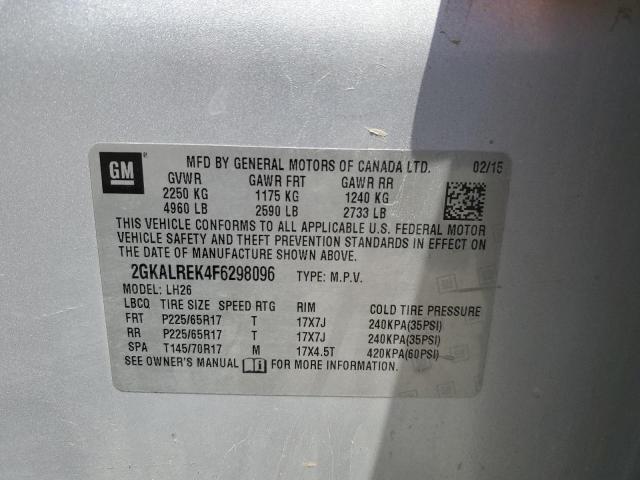 GM ® MFD BY GENERAL MOTORS OF CANADA LTD. 02/15
GVWR GAWR FRT GAWR RR
2250 KG 1175 KG 1240 KG
4960 LB 2590 LB 2733 LB
THIS VEHICLE CONFORMS TO ALL APPLICABLE U.S. FEDERAL MOTOR
VEHICLE SAFETY AND THEFT PREVENTION STANDARDS IN EFFECT ON
THE DATE OF MANUFACTURE SHOWN ABOVE.
2GKALREK4F6298096 TYPE: M.P.V.
MODEL: LH26
LBCQ TIRE SIZE SPEED RTG RIM COLD TIRE PRESSURE
FRT P225/65R17 T 17X7J 240KPA(35PSI)
RR P225/65R17 T 17X7J 240KPA(35PSI)
SPA T145/70R17 M 17X4.5T 420KPA(60PSI)
SEE OWNER'S MANUAL i FOR MORE INFORMATION.